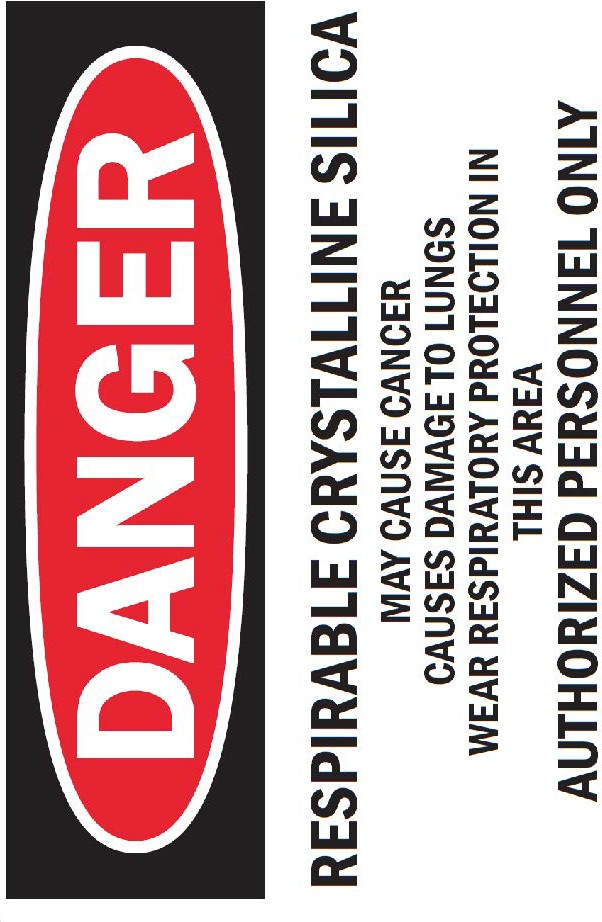 DANGER
RESPIRABLE CRYSTALLINE SILICA
MAY CAUSE CANCER
CAUSES DAMAGE TO LUNGS
WEAR RESPIRATORY PROTECTION IN
THIS AREA
AUTHORIZED PERSONNEL ONLY